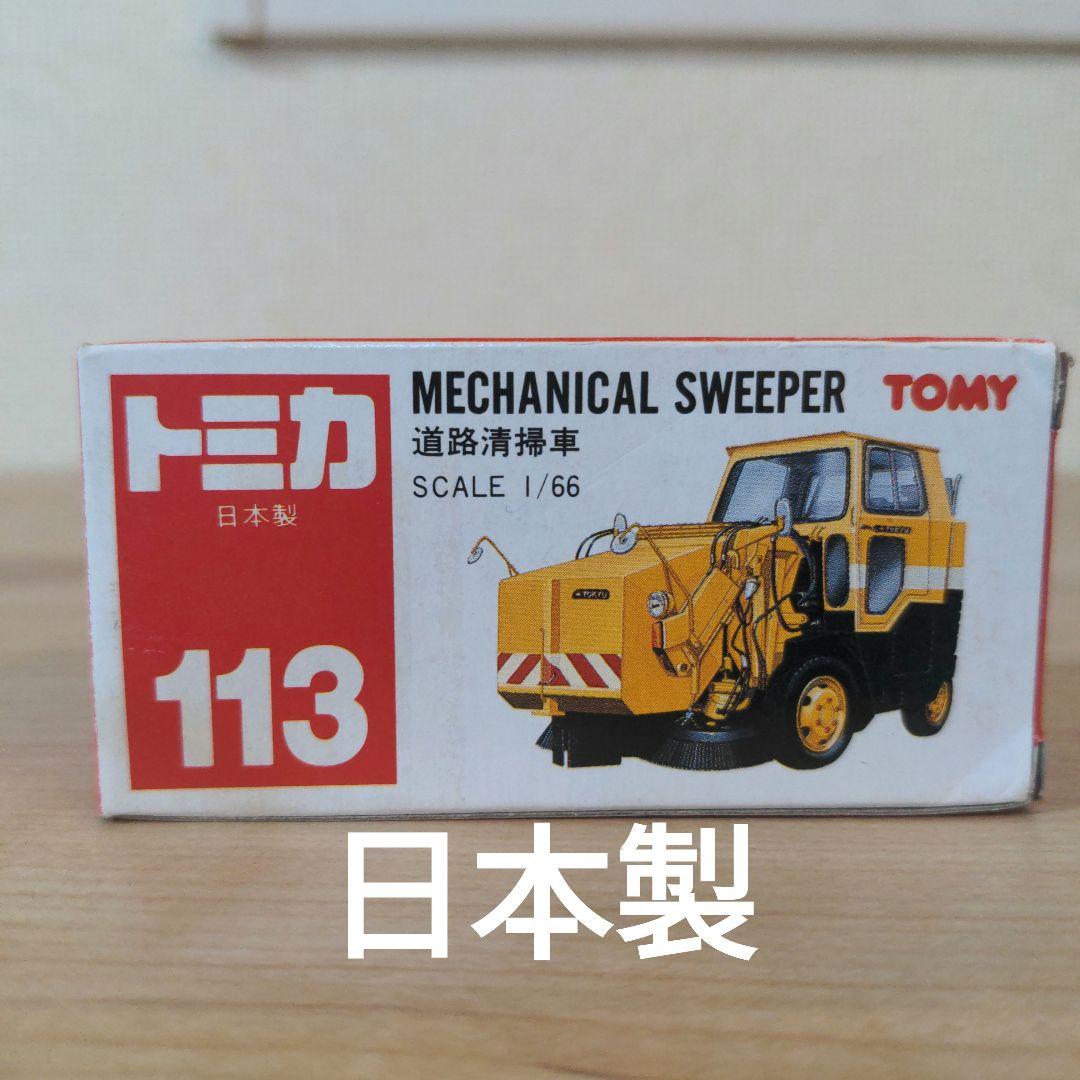 トミカ
日本製
113
MECHANICAL SWEEPER
TOMY
道路清掃車
SCALE 1/66
TOKYU
日本製